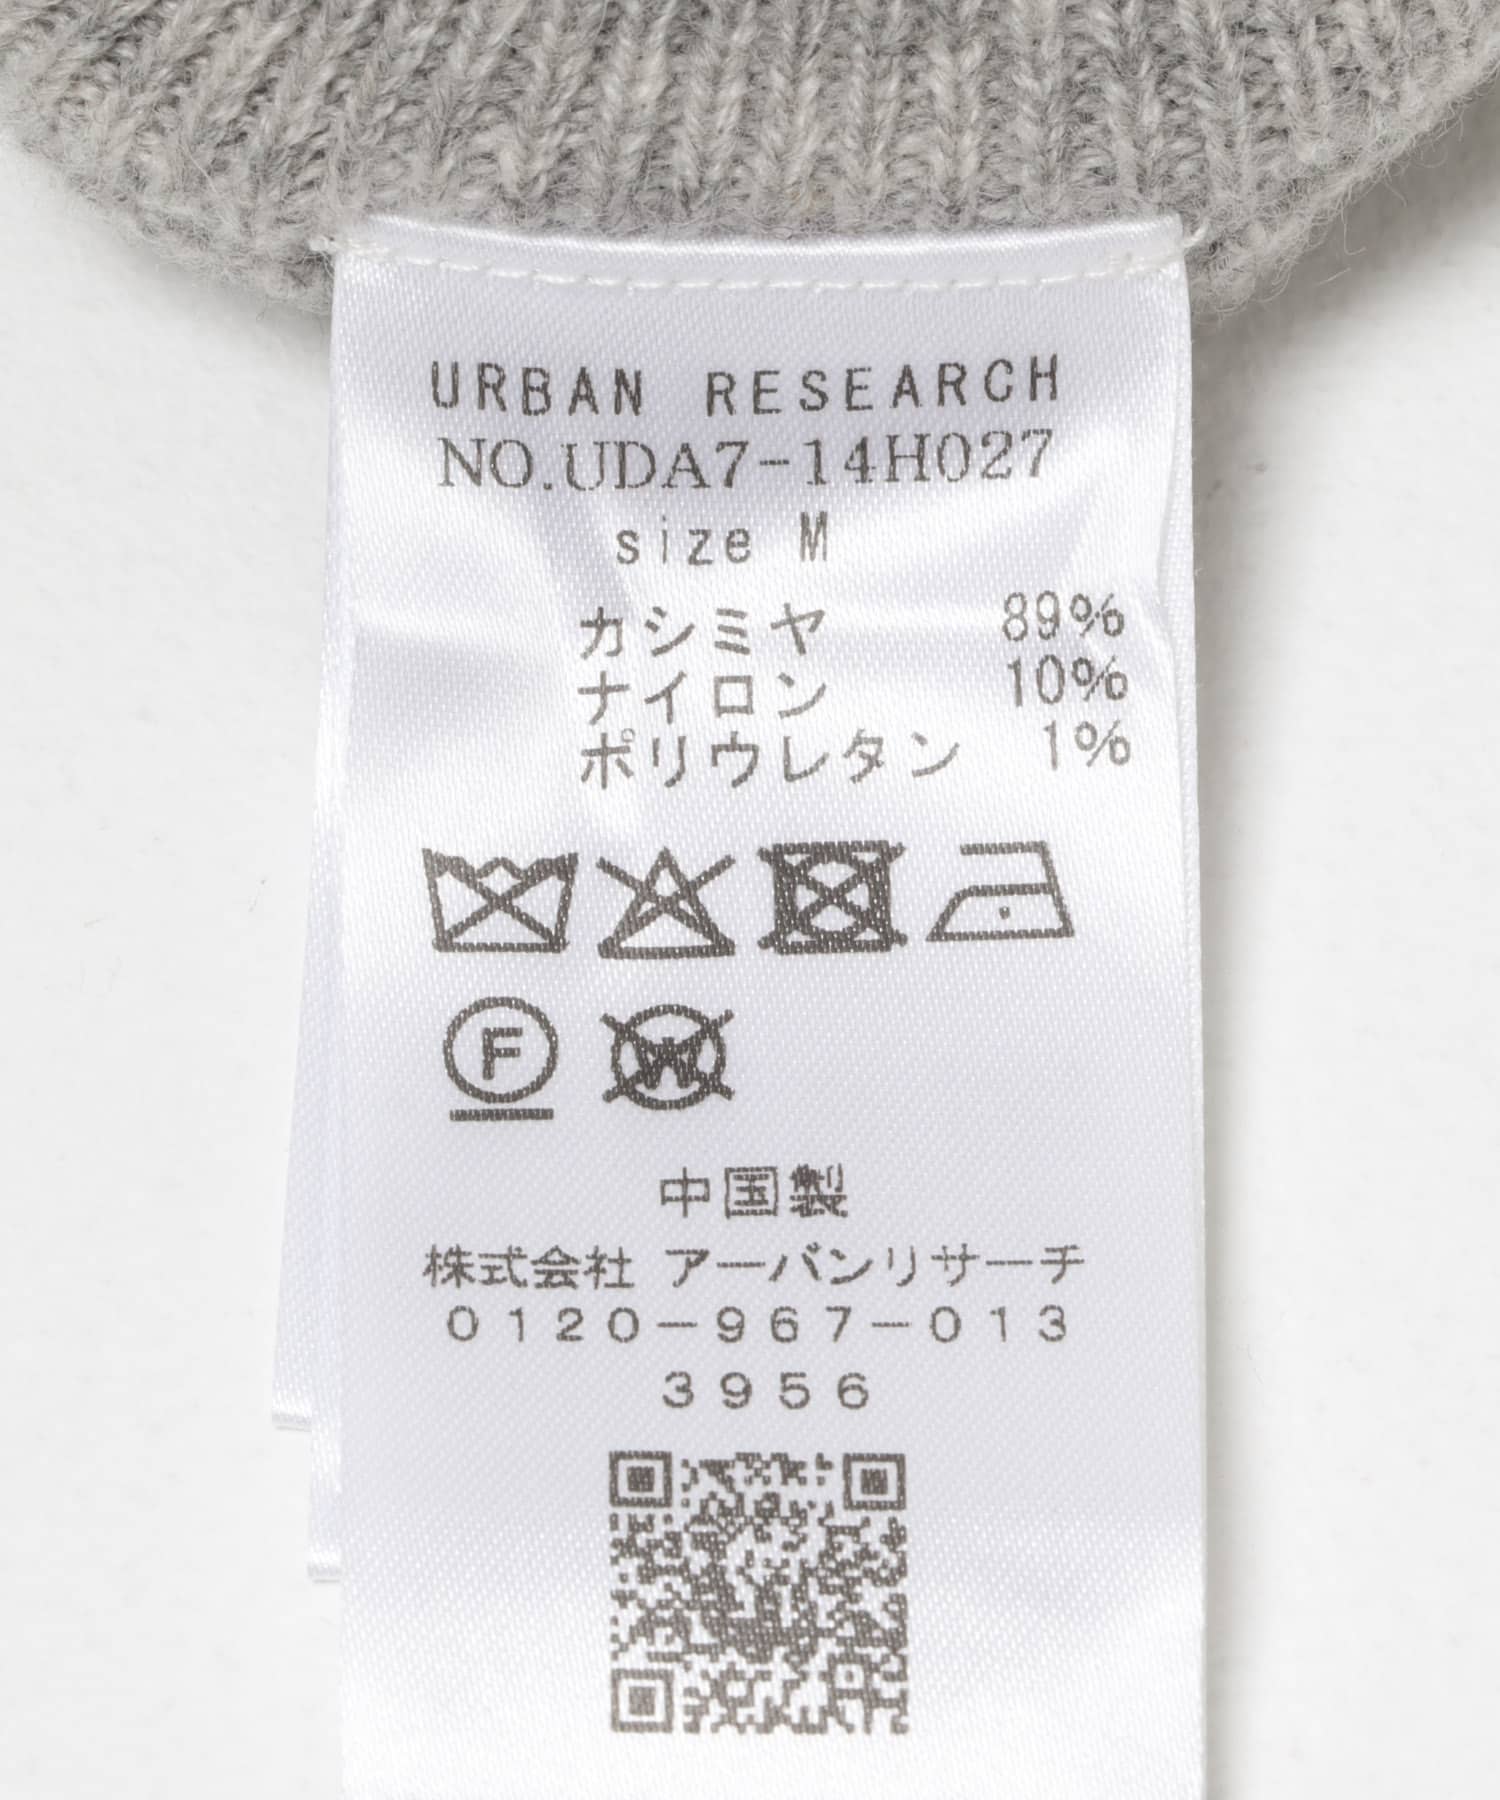 URBAN RESEARCH
NO.UDA7-14H027
size M
カシミヤ 89%
ナイロン 10%
ポリウレタン 1%
F
W
中国製
株式会社 アーバンリサーチ
0120-967-013
3956